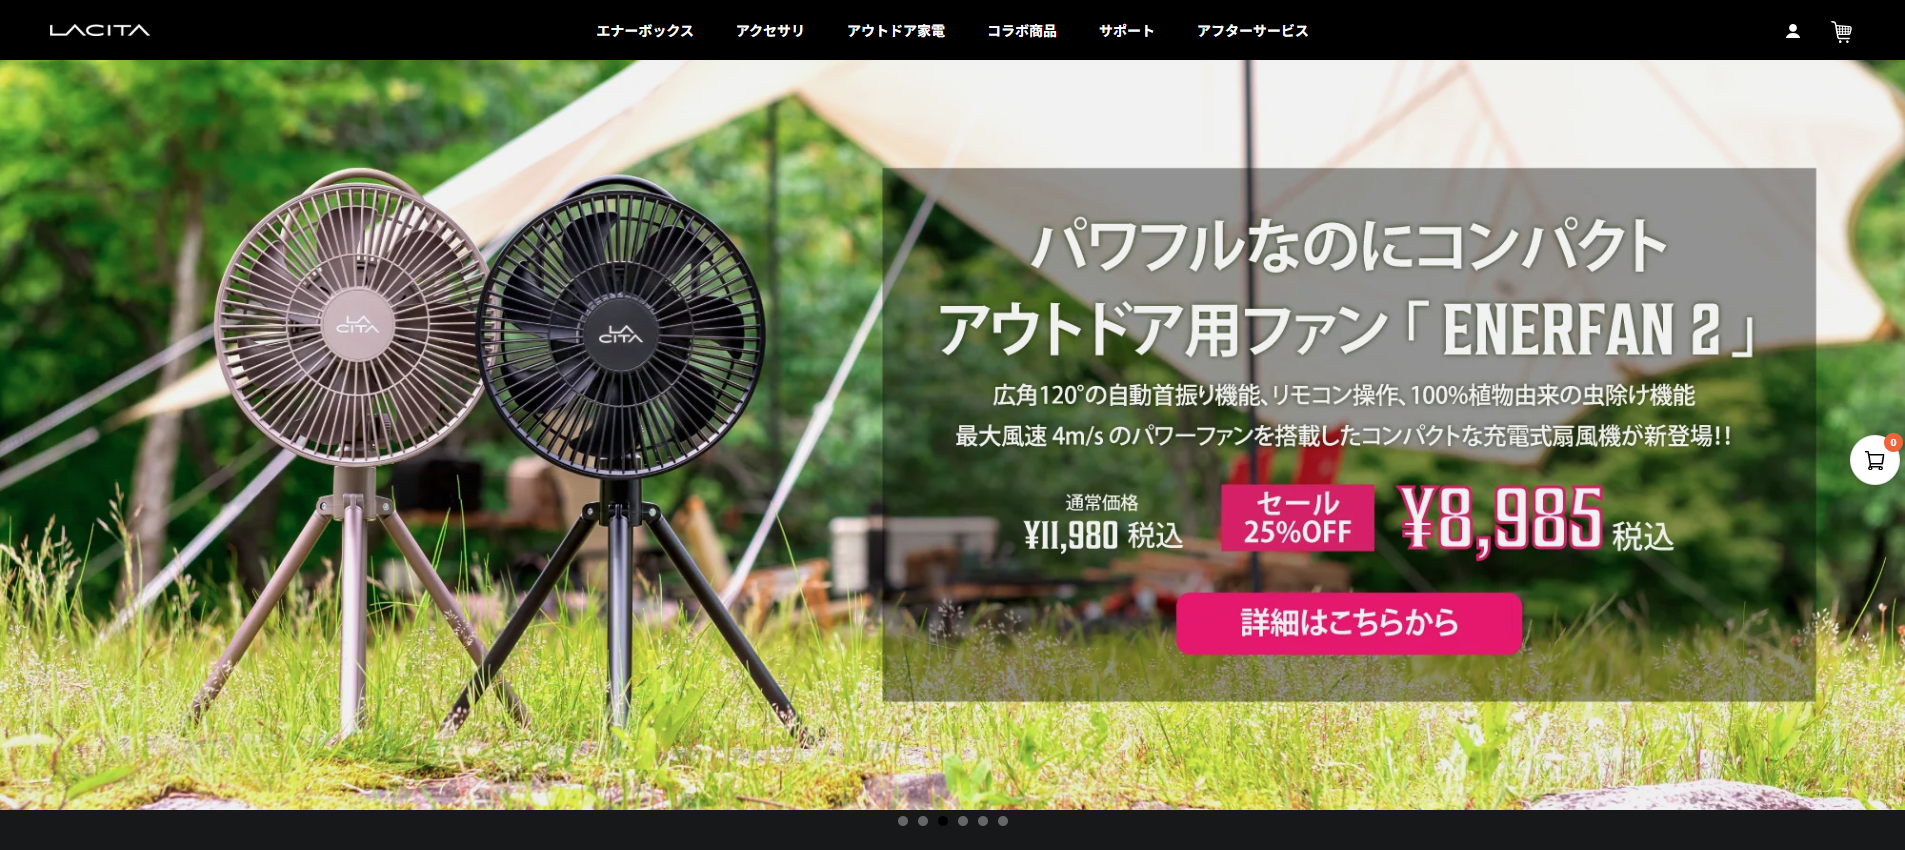 LACITA
エナーボックス
アクセサリ
アウトドア家電
コラボ商品
サポート
アフターサービス
LA
CITA
LA
CITA
パワフルなのにコンパクト
アウトドア用ファン「ENERFAN 2」
広角120°の自動首振り機能、リモコン操作、100%植物由来の虫除け機能
最大風速 4m/s のパワーファンを搭載したコンパクトな充電式扇風機が新登場!!
通常価格
¥11,980 税込
セール
25%OFF
¥8,985 税込
詳細はこちらから
0